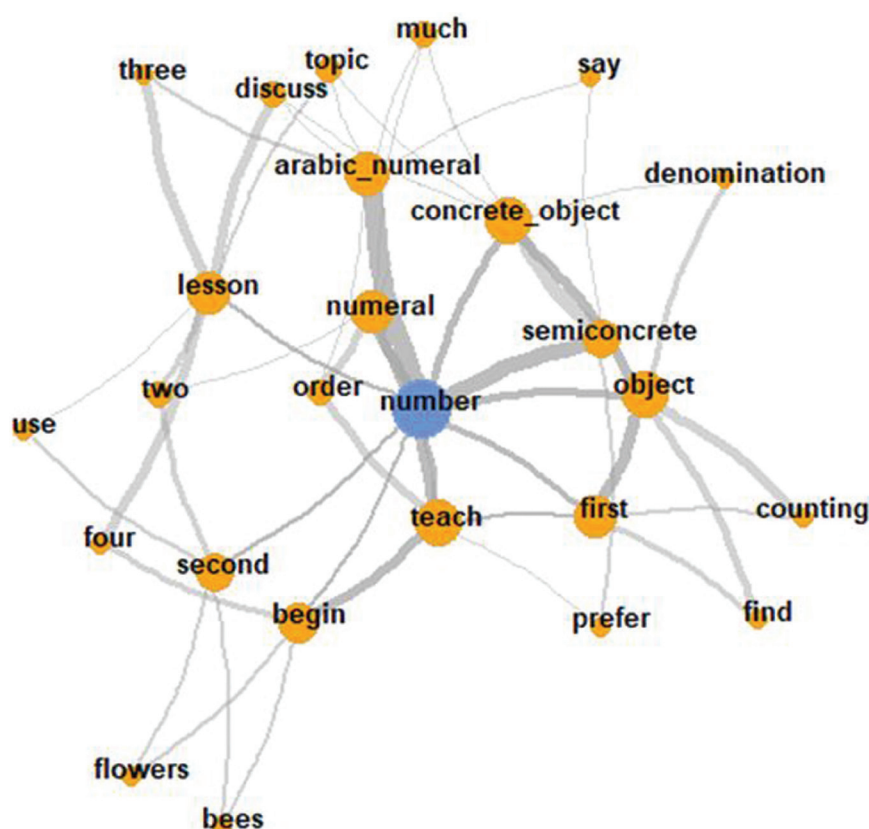 much
three
topic
say
discuss
arabic_numeral
denomination
concrete_object
lesson
numeral
semiconcrete
two
order
object
number
use
four
teach
first
counting
second
begin
prefer
find
flowers
bees